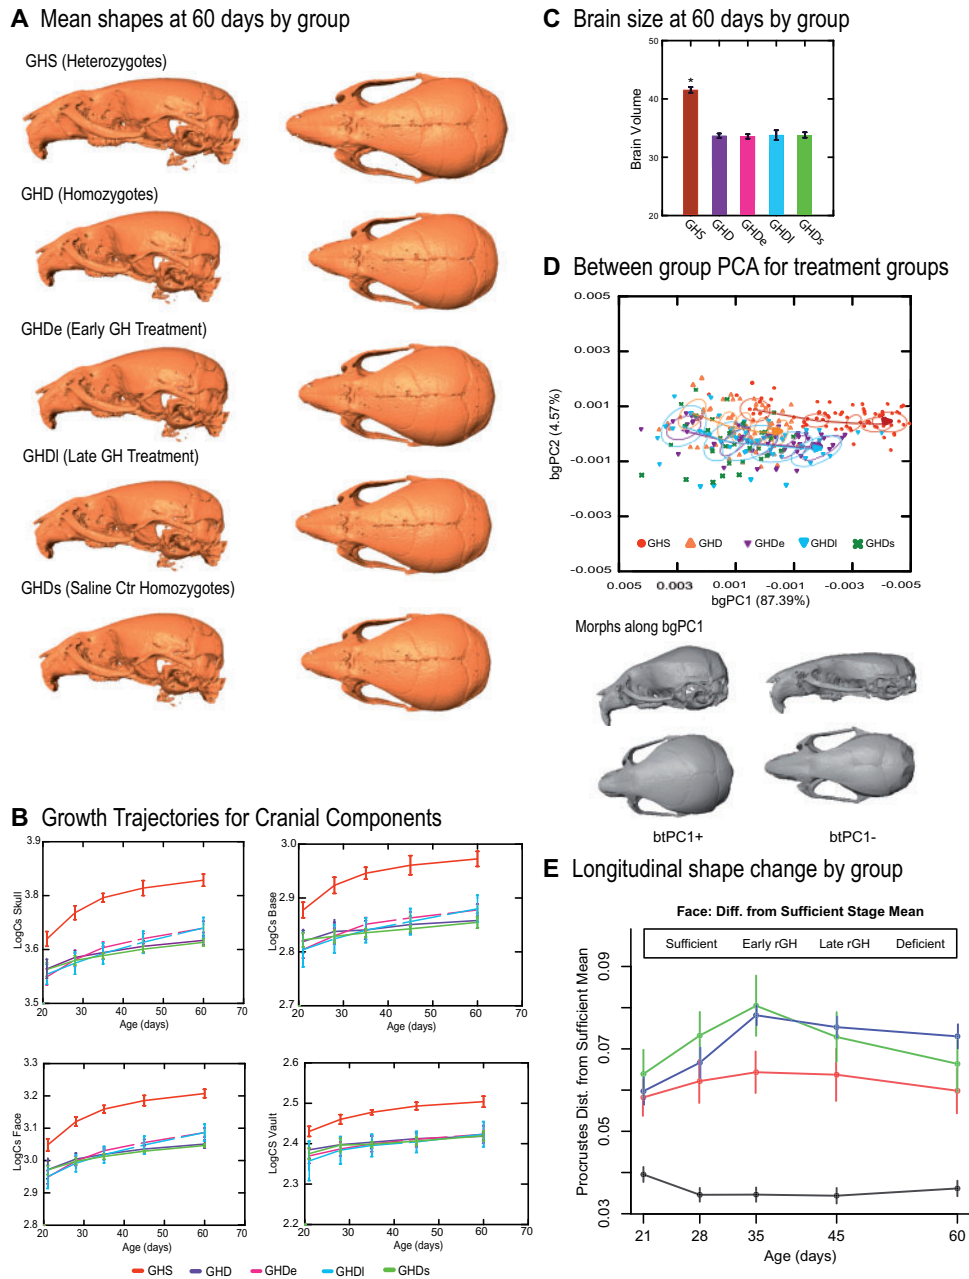 A Mean shapes at 60 days by group
GHS (Heterozygotes)
GHD (Homozygotes)
GHDe (Early GH Treatment)
GHDl (Late GH Treatment)
GHDs (Saline Ctr Homozygotes)
B Growth Trajectories for Cranial Components
LogCs Skull
3.9
3.8
3.6
3.5
20 30 40 50 60 70
Age (days)
LogCs Base
3.0
2.9
2.8
2.7
20 30 40 50 60 70
Age (days)
LogCs Face
3.3
3.2
3.1
3.0
2.9
2.8
20 30 40 50 60 70
Age (days)
LogCS Vault
2.6
2.5
2.4
2.3
2.2
20 30 40 50 60 70
Age (days)
GHS GHD GHDe GHDl GHDs
C Brain size at 60 days by group
Brain Volume
50
40
30
20
*
GHS GHD GHDe GHDl GHDs
D Between group PCA for treatment groups
bgPC2 (4.57%)
0.005
0.003
0.001
-0.001
-0.003
-0.005
GHS GHD GHDe GHDl GHDs
0.005 0.003 0.001 -0.001 -0.003 -0.005
bgPC1 (87.39%)
Morphs along bgPC1
btPC1+ btPC1-
E Longitudinal shape change by group
Face: Diff. from Sufficient Stage Mean
Sufficient Early rGH Late rGH Deficient
Procrustes Dist. from Sufficient Mean
0.09
0.07
0.05
0.03
21 28 35 45 60
Age (days)